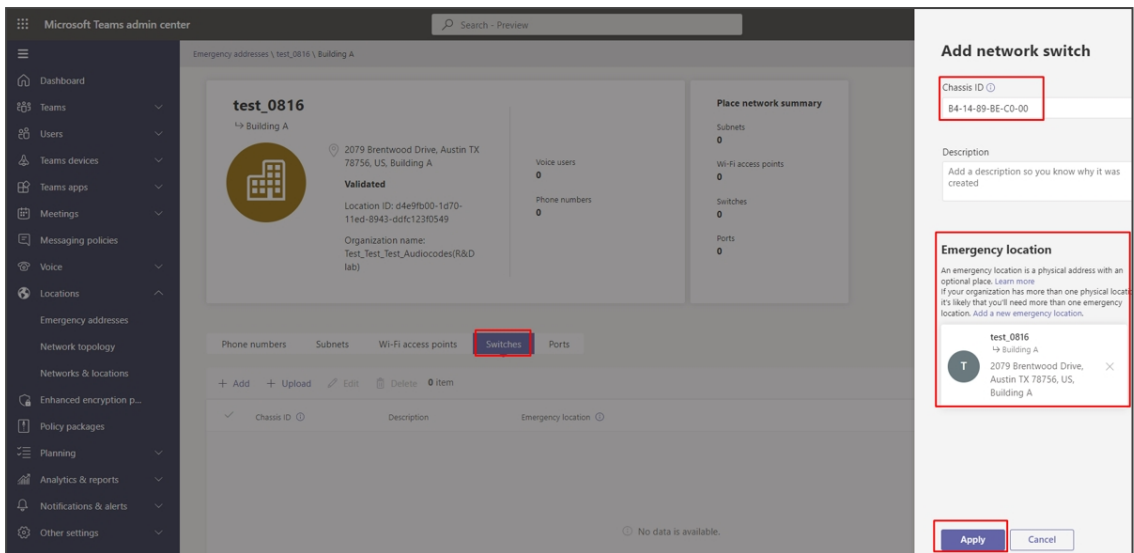 Microsoft Teams admin center
Search - Preview
Dashboard
Teams
Users
Teams devices
Teams apps
Meetings
Messaging policies
Voice
Locations
Emergency addresses
Network topology
Networks & locations
Enhanced encryption p...
Policy packages
Planning
Analytics & reports
Notifications & alerts
Other settings
Emergency addresses \ test_0816 \ Building A
test_0816
Building A
2079 Brentwood Drive, Austin TX
78756, US, Building A
Validated
Location ID: d4e9fb00-1d70-
11ed-8943-ddfc123f0549
Organization name:
Test_Test_Test_Audiocodes(R&D
lab)
Voice users
0
Phone numbers
0
Place network summary
Subnets
0
Wi-Fi access points
0
Switches
0
Ports
0
Phone numbers Subnets Wi-Fi access points Switches Ports
+ Add + Upload Edit Delete 0 item
Chassis ID Description Emergency location
No data is available.
Add network switch
Chassis ID
B4-14-89-BE-C0-00
Description
Add a description so you know why it was
created
Emergency location
An emergency location is a physical address with an
optional place. Learn more
If your organization has more than one physical locatio
it's likely that you'll need more than one emergency
location. Add a new emergency location.
T
test_0816
Building A
2079 Brentwood Drive,
Austin TX 78756, US,
Building A
Apply Cancel